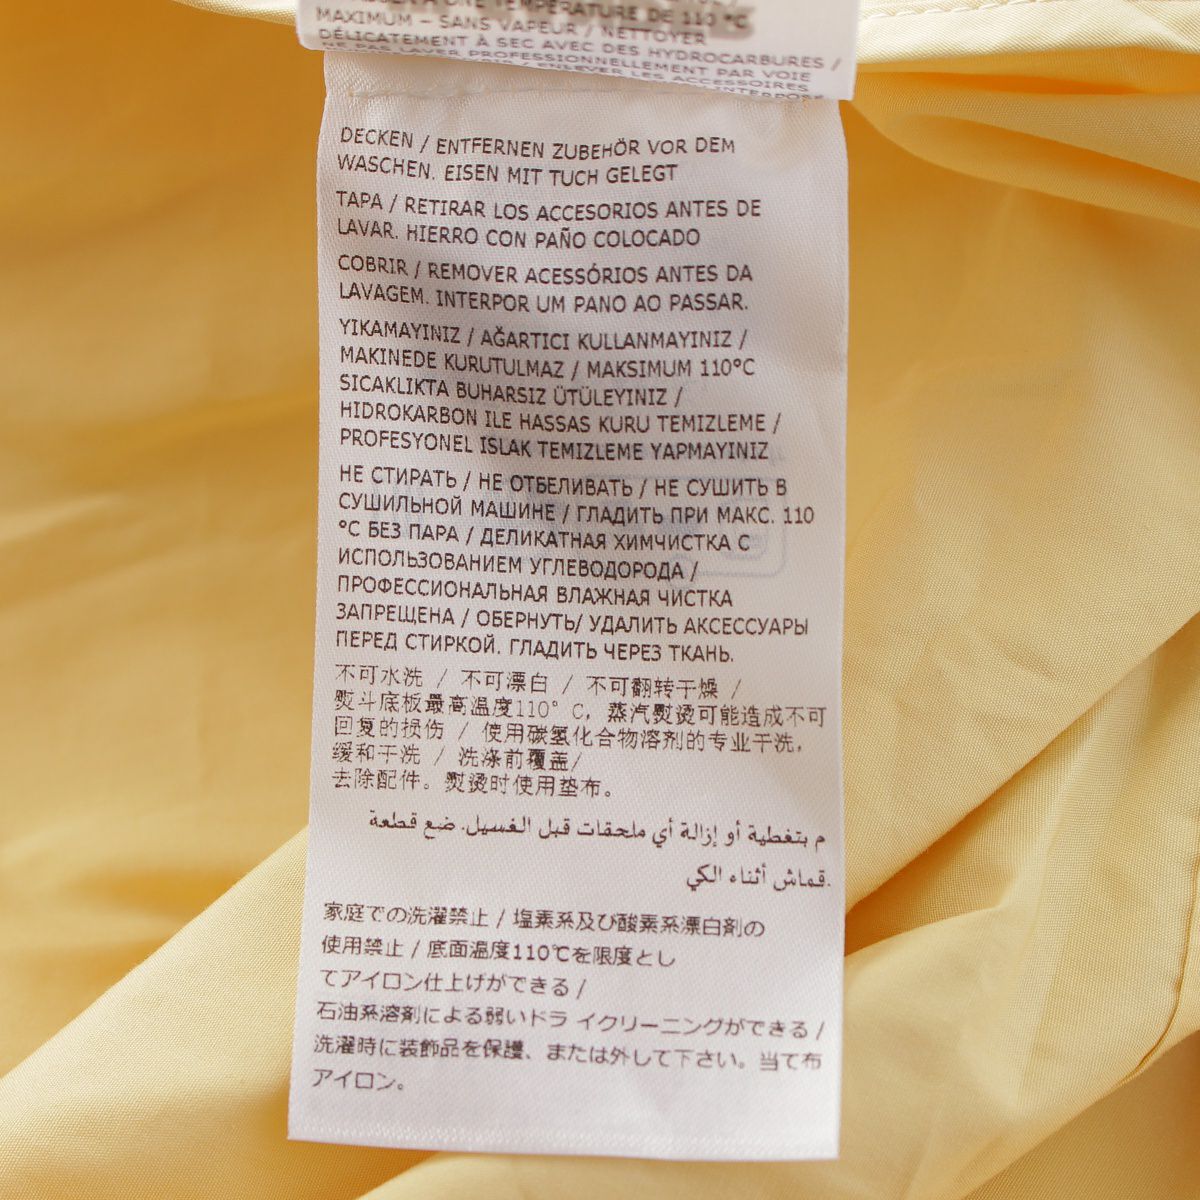 À UNE TEMPÉRATURE DE 110 °C
MAXIMUM – SANS VAPEUR / NETTOYER
DÉLICATEMENT À SEC AVEC DES HYDROCARBURES /
NE PAS LAVER PROFESSIONNELLEMENT PAR VOIE
ENLEVER LES ACCESSOIRES
DECKEN / ENTFERNEN ZUBEHÖR VOR DEM
WASCHEN. EISEN MIT TUCH GELEGT
TAPA / RETIRAR LOS ACCESORIOS ANTES DE
LAVAR. HIERRO CON PAÑO COLOCADO
COBRIR / REMOVER ACESSÓRIOS ANTES DA
LAVAGEM. INTERPOR UM PANO AO PASSAR.
YIKAMAYINIZ / AĞARTICI KULLANMAYINIZ /
MAKINEDE KURUTULMAZ / MAKSIMUM 110°C
SICAKLIKTA BUHARSIZ ÜTÜLEYINIZ /
HIDROKARBON ILE HASSAS KURU TEMIZLEME /
PROFESYONEL ISLAK TEMIZLEME YAPMAYINIZ
НЕ СТИРАТЬ / НЕ ОТБЕЛИВАТЬ / НЕ СУШИТЬ В
СУШИЛЬНОЙ МАШИНЕ / ГЛАДИТЬ ПРИ МАКС. 110
°C БЕЗ ПАРА / ДЕЛИКАТНАЯ ХИМЧИСТКА С
ИСПОЛЬЗОВАНИЕМ УГЛЕВОДОРОДА /
ПРОФЕССИОНАЛЬНАЯ ВЛАЖНАЯ ЧИСТКА
ЗАПРЕЩЕНА / ОБЕРНУТЬ/ УДАЛИТЬ АКСЕССУАРЫ
ПЕРЕД СТИРКОЙ. ГЛАДИТЬ ЧЕРЕЗ ТКАНЬ.
不可水洗 / 不可漂白 / 不可翻转干燥 /
熨斗底板最高温度110° C, 蒸汽熨烫可能造成不可
回复的损伤 / 使用碳氢化合物溶剂的专业干洗,
缓和干洗 / 洗涤前覆盖/
去除配件。熨烫时使用垫布。
م بتغطية أو إزالة أي ملحقات قبل الغسيل. ضع قطعة
قماش أثناء الكي.
家庭での洗濯禁止 / 塩素系及び酸素系漂白剤の
使用禁止 / 底面温度110℃を限度とし
てアイロン仕上げができる /
石油系溶剤による弱いドラ イクリーニングができる /
洗濯時に装飾品を保護、または外して下さい。当て布
アイロン。